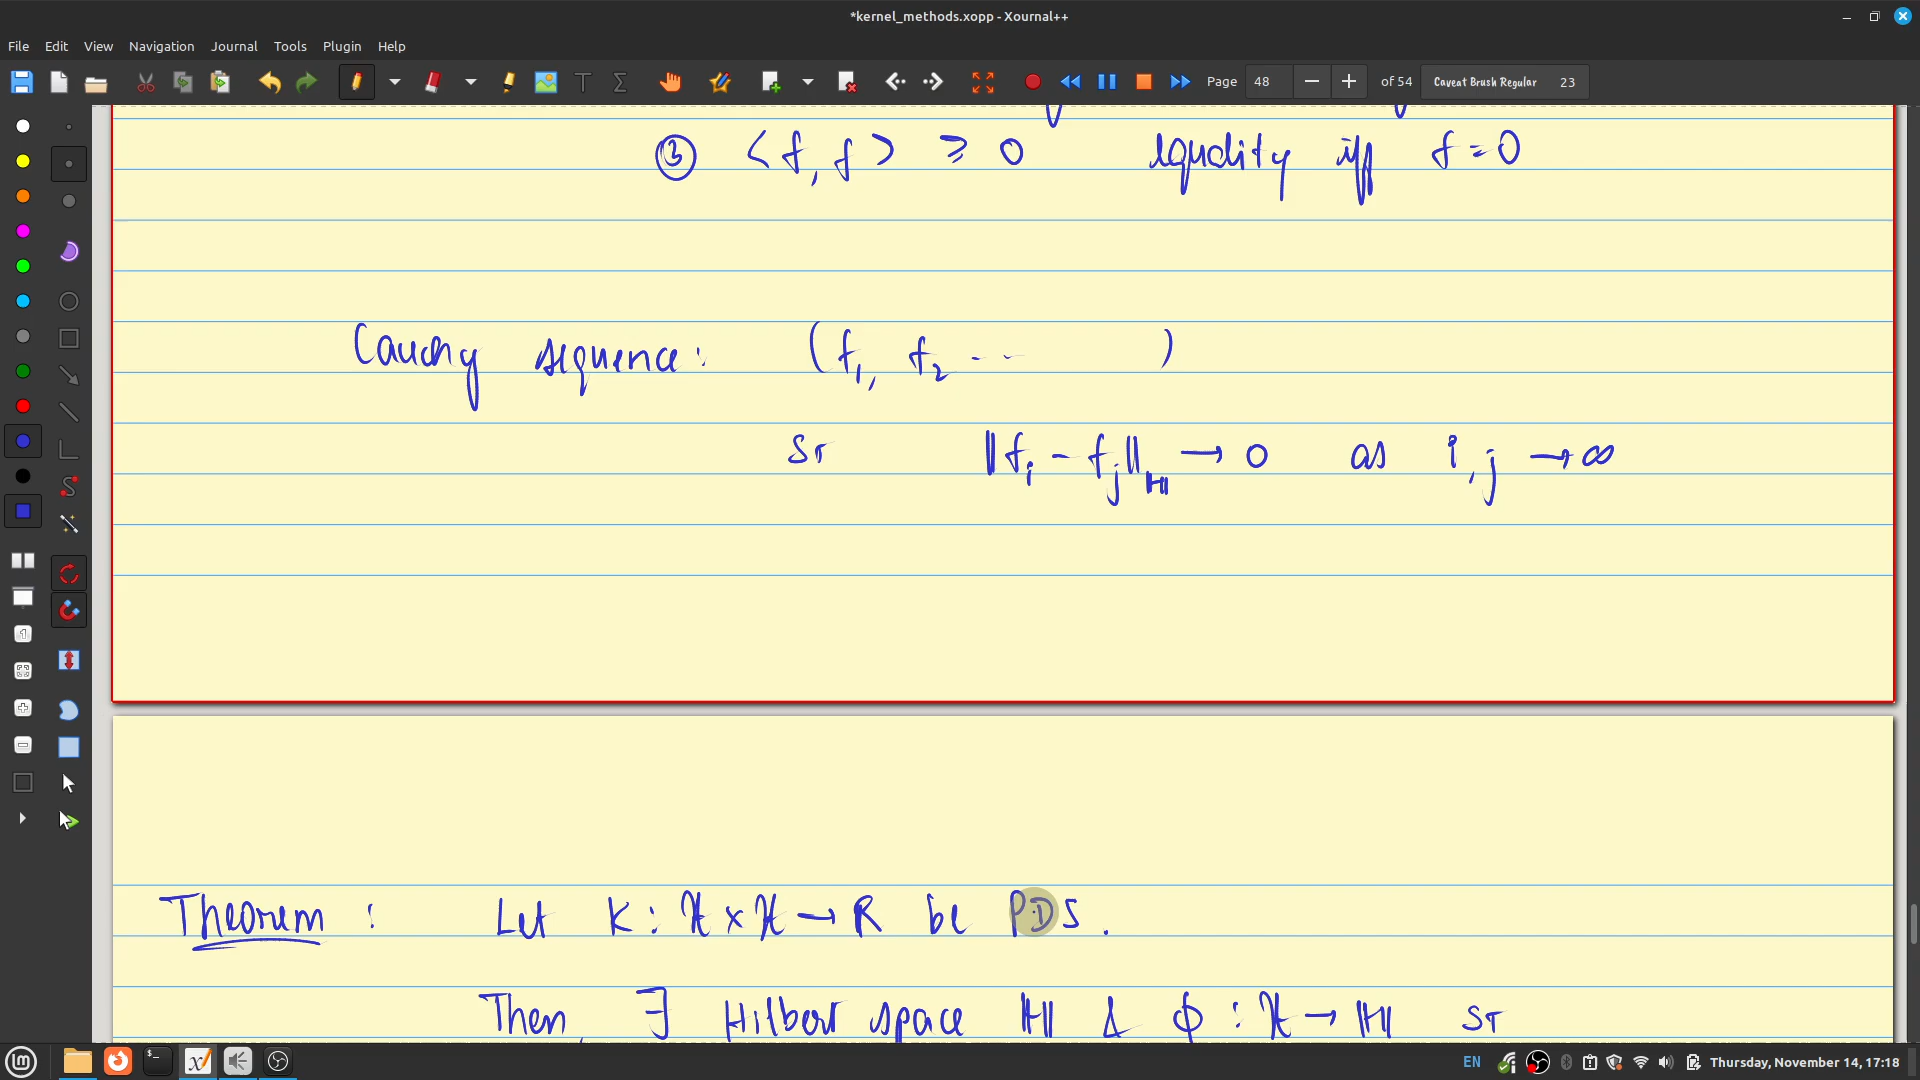 *kernel_methods.xopp - Xournal++
File Edit View Navigation Journal Tools Plugin Help
Page 48 of 54 Caveat Brush Regular 23
③ <f, f> ≥ 0 equality iff f=0
Cauchy sequence: (f₁, f₂ ... )
ST ‖fᵢ - fⱼ‖_ℍ → 0 as i, j → ∞
Theorem : Let K : 𝒳 x 𝒳 → R be PDS.
Then, ∃ Hilbert space ℍ & ϕ : 𝒳 → ℍ ST
EN Thursday, November 14, 17:18